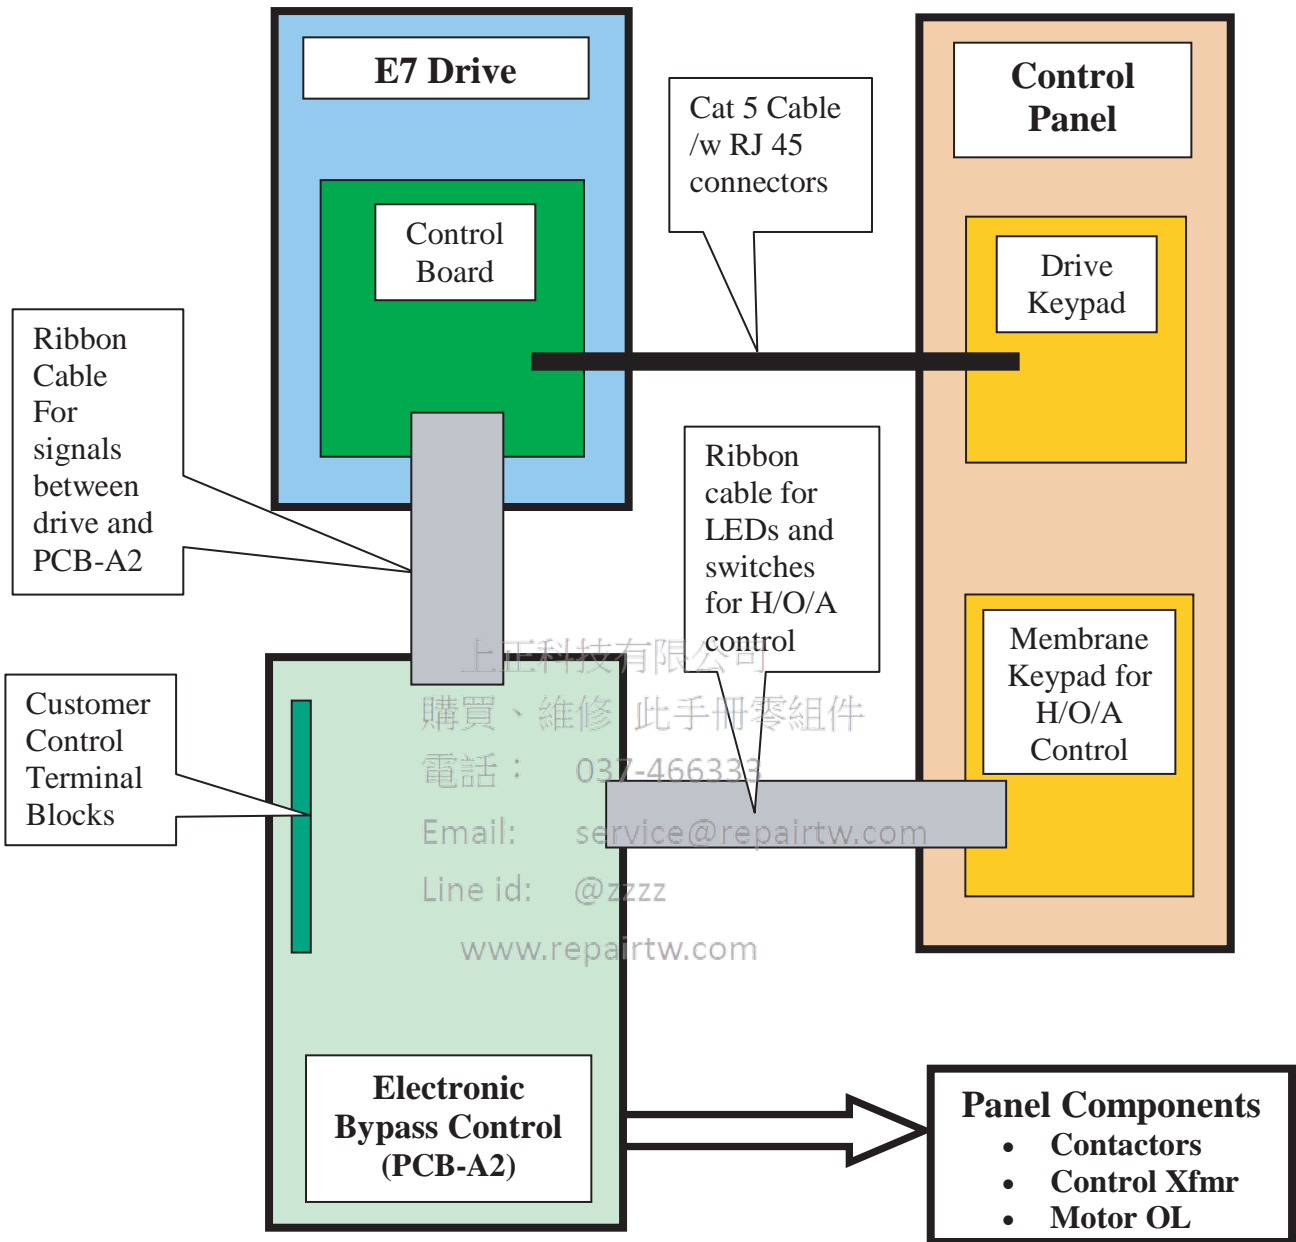 E7 Drive
Control
Panel
Cat 5 Cable
/w RJ 45
connectors
Control
Board
Drive
Keypad
Ribbon
Cable
For
signals
between
drive and
PCB-A2
Ribbon
cable for
LEDs and
switches
for H/O/A
control
Membrane
Keypad for
H/O/A
Control
Customer
Control
Terminal
Blocks
上正科技有限公司
購買、維修 此手冊零組件
電話： 037-466333
Email: service@repairtw.com
Line id: @zzzz
www.repairtw.com
Electronic
Bypass Control
(PCB-A2)
Panel Components
• Contactors
• Control Xfmr
• Motor OL